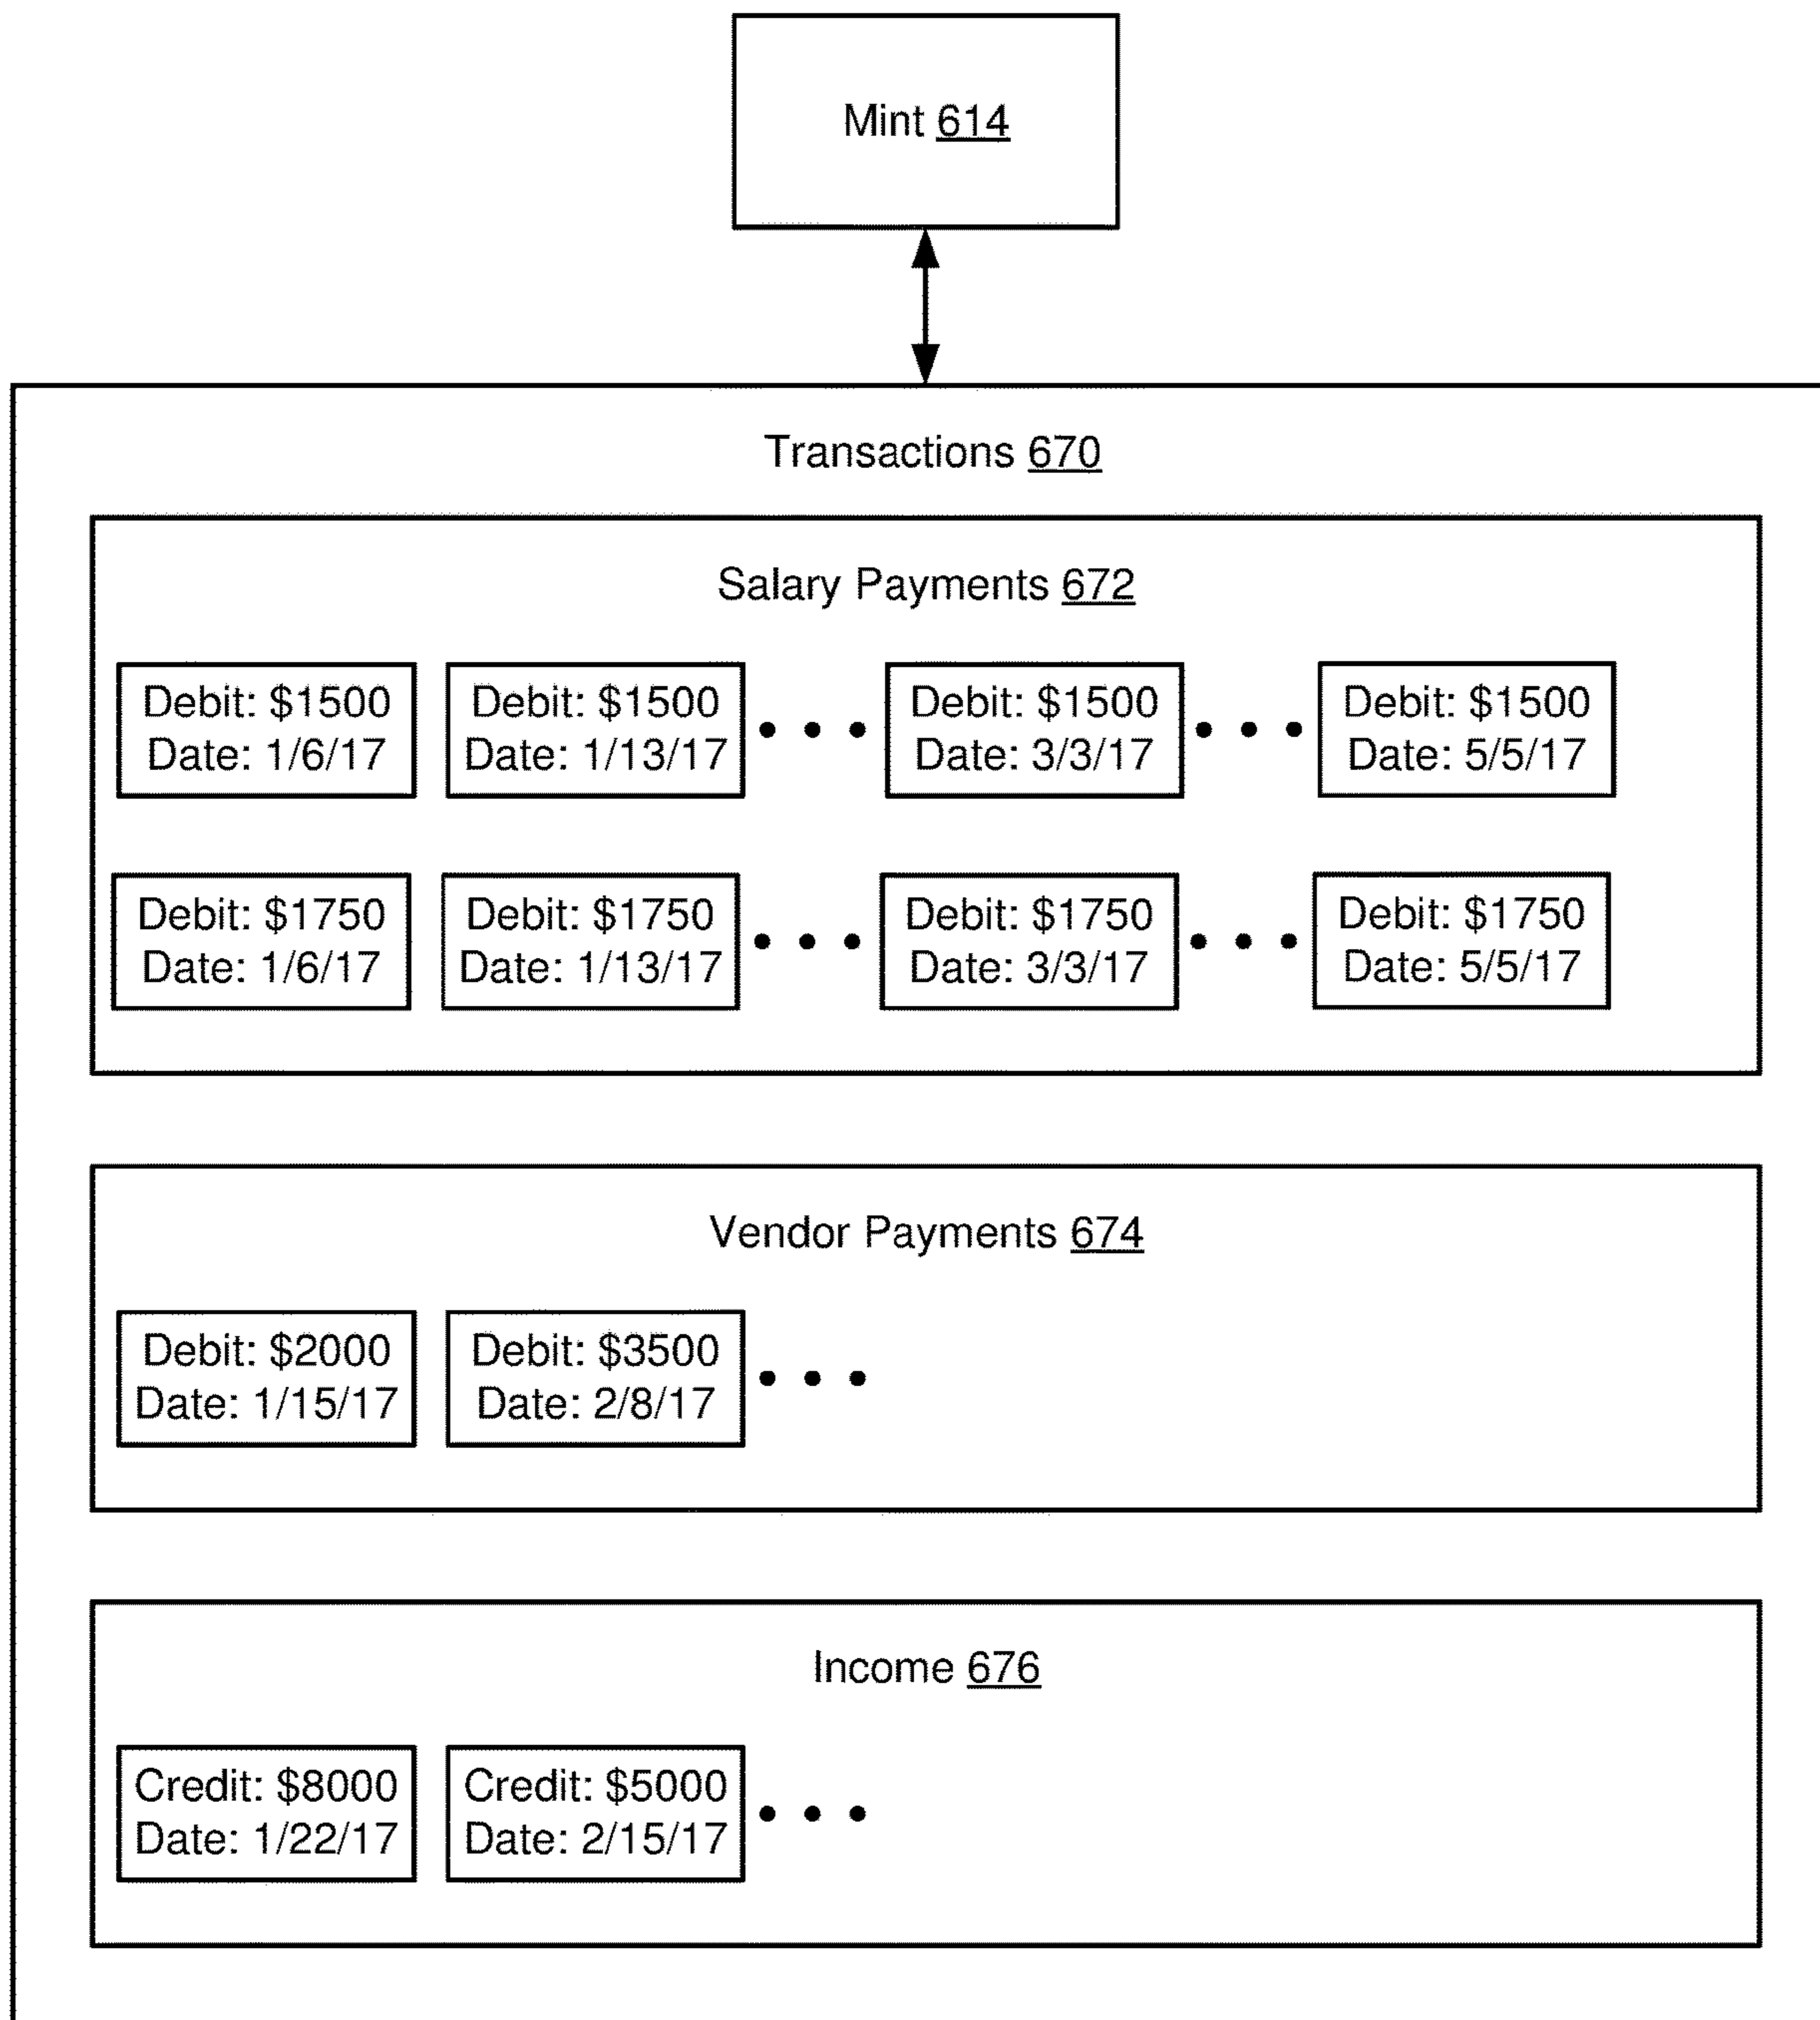 Mint 614
Transactions 670
Salary Payments 672
Debit: $1500
Date: 1/6/17
Debit: $1500
Date: 1/13/17
Debit: $1500
Date: 3/3/17
Debit: $1500
Date: 5/5/17
Debit: $1750
Date: 1/6/17
Debit: $1750
Date: 1/13/17
Debit: $1750
Date: 3/3/17
Debit: $1750
Date: 5/5/17
Vendor Payments 674
Debit: $2000
Date: 1/15/17
Debit: $3500
Date: 2/8/17
Income 676
Credit: $8000
Date: 1/22/17
Credit: $5000
Date: 2/15/17